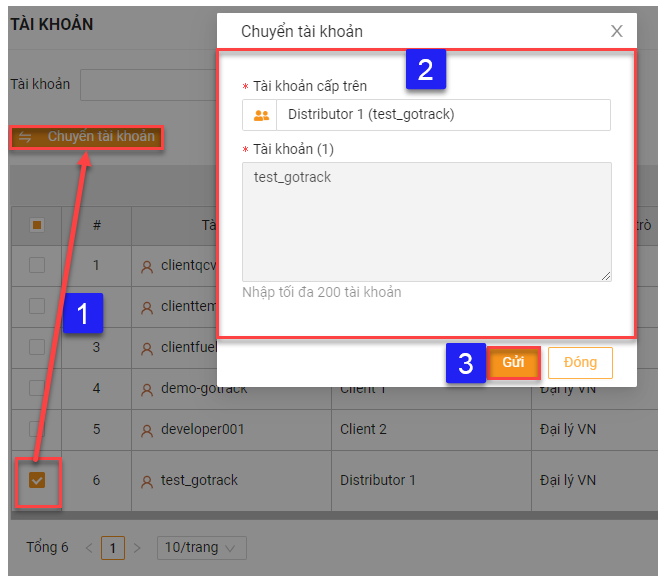 TÀI KHOẢN
Tài khoản
Chuyển tài khoản
Chuyển tài khoản
2
* Tài khoản cấp trên
Distributor 1 (test_gotrack)
* Tài khoản (1)
test_gotrack
Nhập tối đa 200 tài khoản
3
Gửi
Đóng
1
# Tà trò
1 clientqcv
clienttem
3 clientfuel
4 demo-gotrack Client 1 Đại lý VN
5 developer001 Client 2 Đại lý VN
6 test_gotrack Distributor 1 Đại lý VN
Tổng 6 < 1 > 10/trang